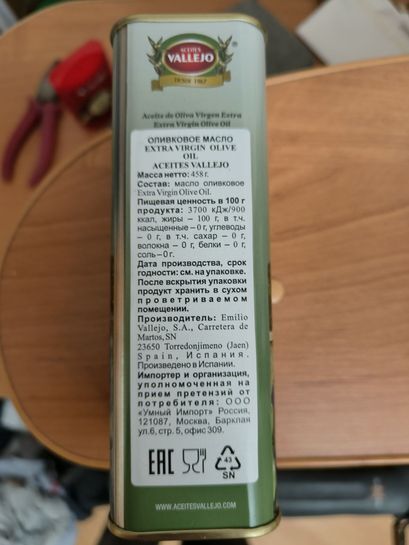 ACEITES
VALLEJO
DESDE 1967
Aceite de Oliva Virgen Extra
Extra Virgin Olive Oil
ОЛИВКОВОЕ МАСЛО
EXTRA VIRGIN OLIVE
OIL
ACEITES VALLEJO
Масса нетто: 458 г.
Состав: масло оливковое
Extra Virgin Olive Oil.
Пищевая ценность в 100 г
продукта: 3700 кДж/900
ккал, жиры – 100 г, в т.ч.
насыщенные – 0 г, углеводы
– 0 г, в т.ч. сахар – 0 г,
волокна – 0 г, белки – 0 г,
соль – 0 г.
Дата производства, срок
годности: см. на упаковке.
После вскрытия упаковки
продукт хранить в сухом
проветриваемом
помещении.
Производитель: Emilio
Vallejo, S.A., Carretera de
Martos, SN
23650 Torredonjimeno (Jaen)
Spain, Испания.
Произведено в Испании.
Импортер и организация,
уполномоченная на
прием претензий от
потребителя: ООО
«Умный Импорт» Россия,
121087, Москва, Барклая
ул.6, стр. 5, офис 309.
EAC
43
SN
WWW.ACEITESVALLEJO.COM